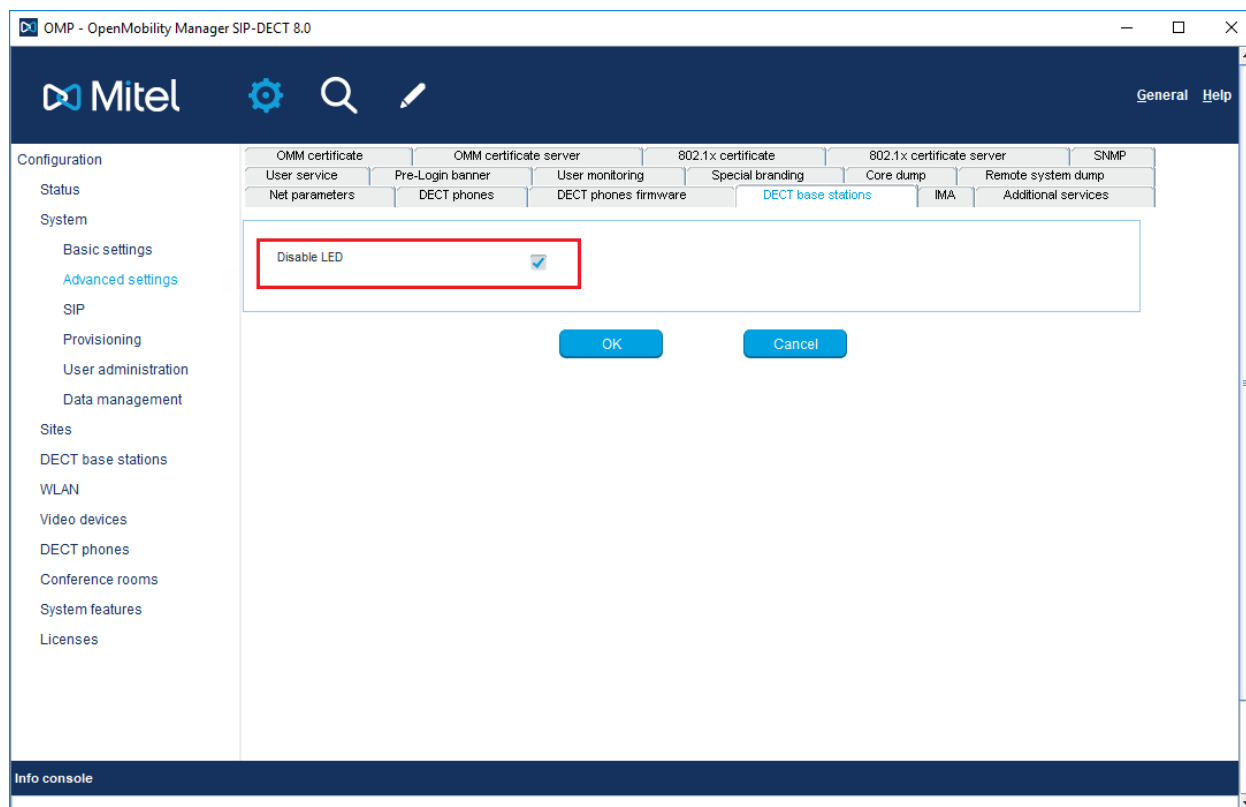 OMP - OpenMobility Manager SIP-DECT 8.0
Mitel
General Help
Configuration
Status
System
Basic settings
Advanced settings
SIP
Provisioning
User administration
Data management
Sites
DECT base stations
WLAN
Video devices
DECT phones
Conference rooms
System features
Licenses
OMM certificate OMM certificate server 802.1x certificate 802.1x certificate server SNMP
User service Pre-Login banner User monitoring Special branding Core dump Remote system dump
Net parameters DECT phones DECT phones firmware DECT base stations IMA Additional services
Disable LED
OK Cancel
Info console